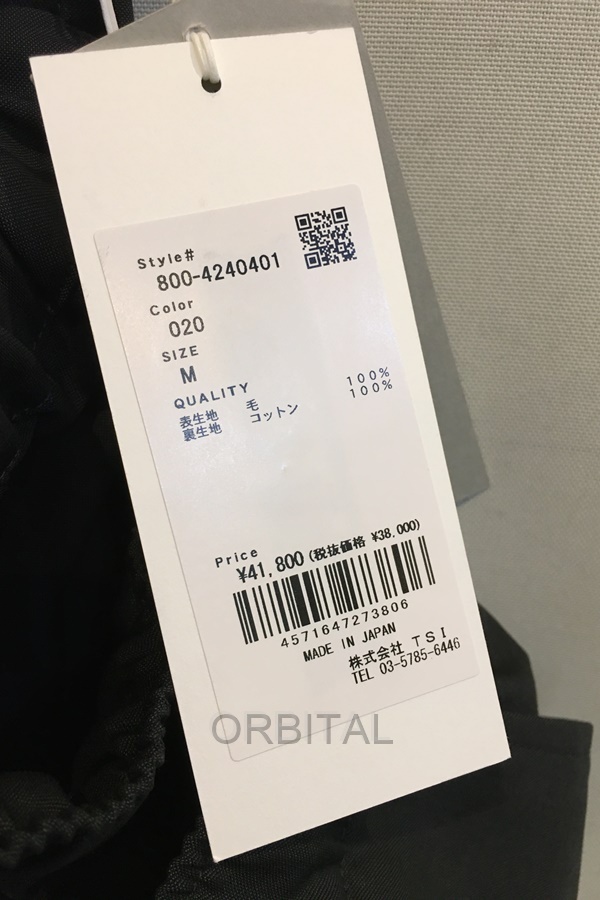 Style#
800-4240401
Color
020
SIZE
M
QUALITY
表生地 毛 100%
裏生地 コットン 100%
Price
¥41,800 (税抜価格 ¥38,000)
4571647273806
MADE IN JAPAN
株式会社 TSI
TEL 03-5785-6446
ORBITAL